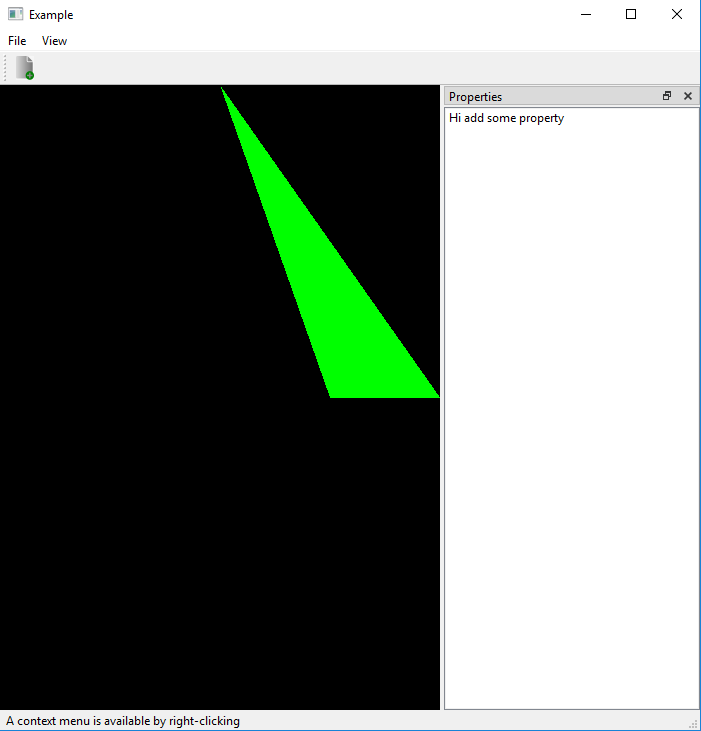 Example
File View
Properties
Hi add some property
A context menu is available by right-clicking